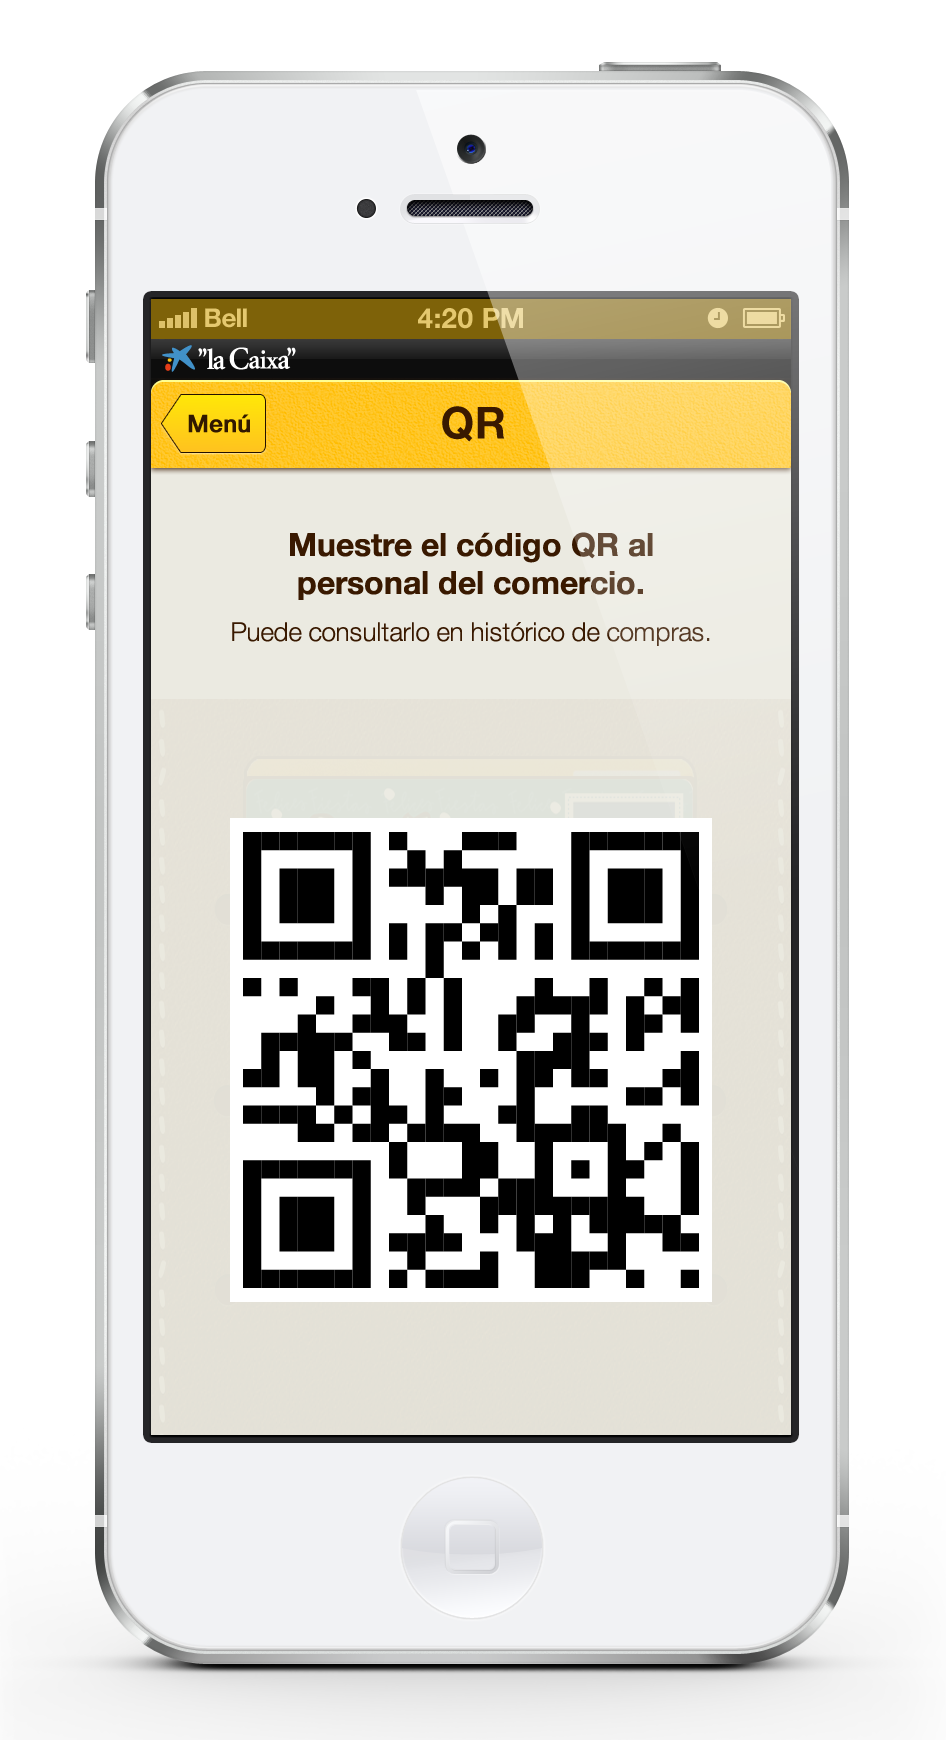 Bell 4:20 PM
"la Caixa"
Menú QR
Muestre el código QR al
personal del comercio.
Puede consultarlo en histórico de compras.